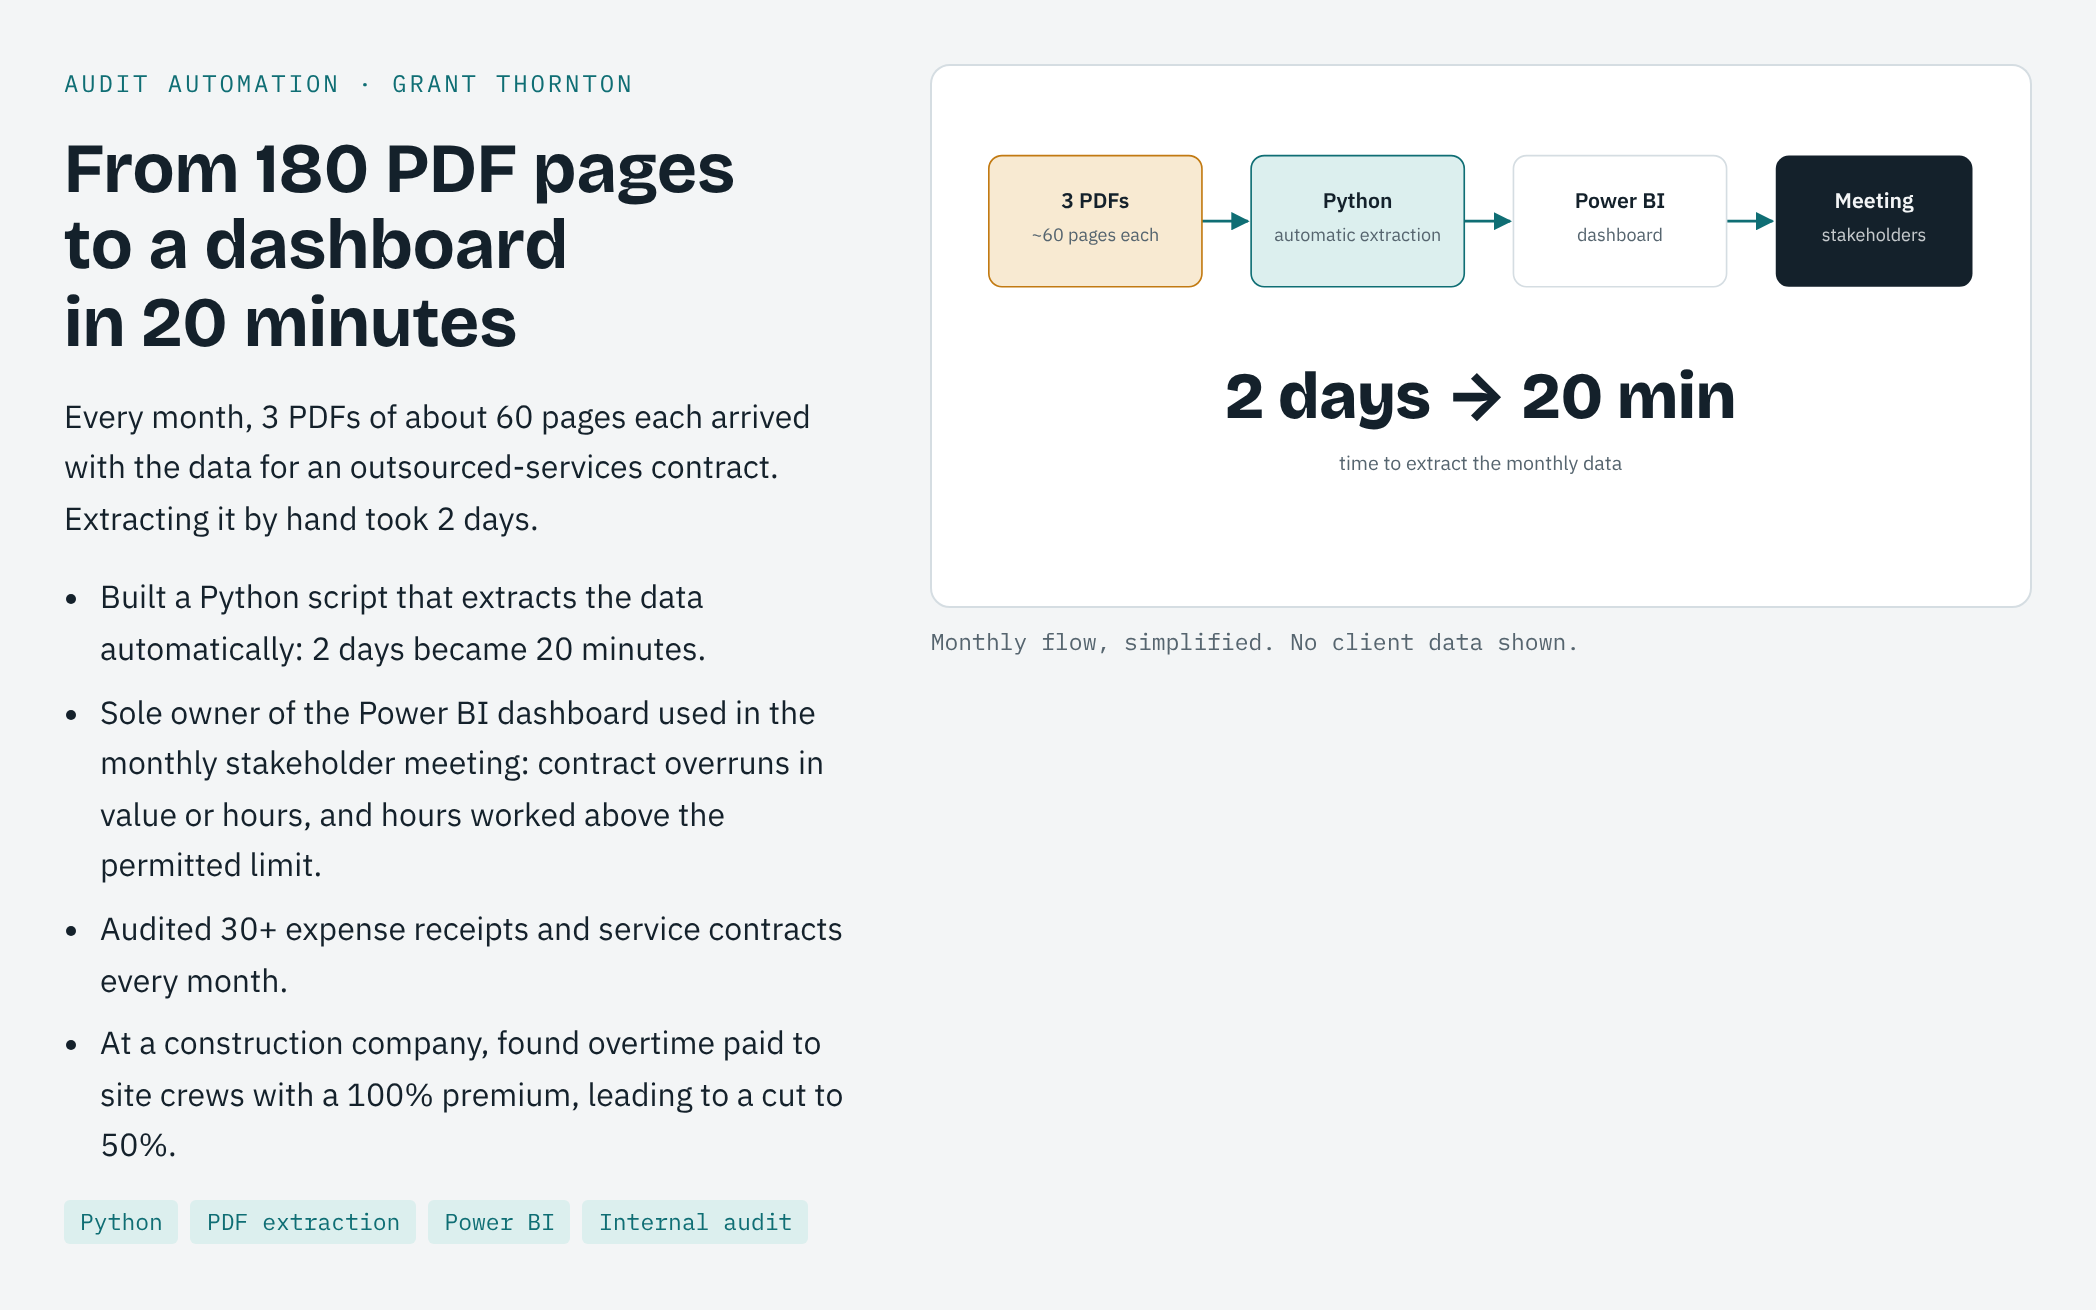 AUDIT AUTOMATION · GRANT THORNTON
From 180 PDF pages
to a dashboard
in 20 minutes
Every month, 3 PDFs of about 60 pages each arrived
with the data for an outsourced-services contract.
Extracting it by hand took 2 days.
• Built a Python script that extracts the data
automatically: 2 days became 20 minutes.
• Sole owner of the Power BI dashboard used in the
monthly stakeholder meeting: contract overruns in
value or hours, and hours worked above the
permitted limit.
• Audited 30+ expense receipts and service contracts
every month.
• At a construction company, found overtime paid to
site crews with a 100% premium, leading to a cut to
50%.
Python PDF extraction Power BI Internal audit
3 PDFs
~60 pages each
Python
automatic extraction
Power BI
dashboard
Meeting
stakeholders
2 days → 20 min
time to extract the monthly data
Monthly flow, simplified. No client data shown.